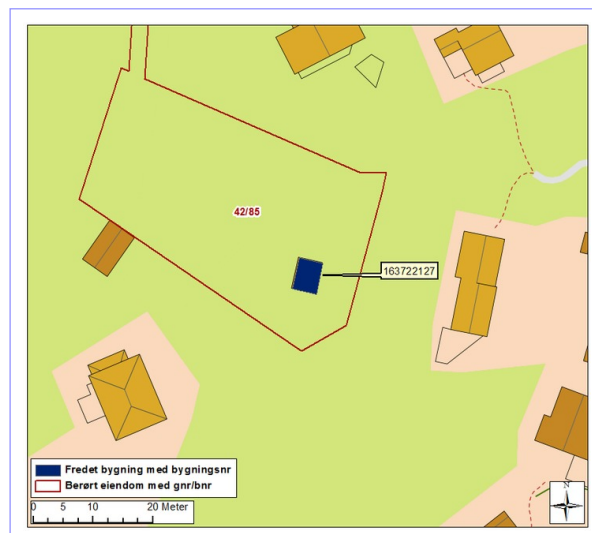 42/85
163722127
Fredet bygning med bygningsnr
Berørt eiendom med gnr/bnr
0 5 10 20 Meter
N